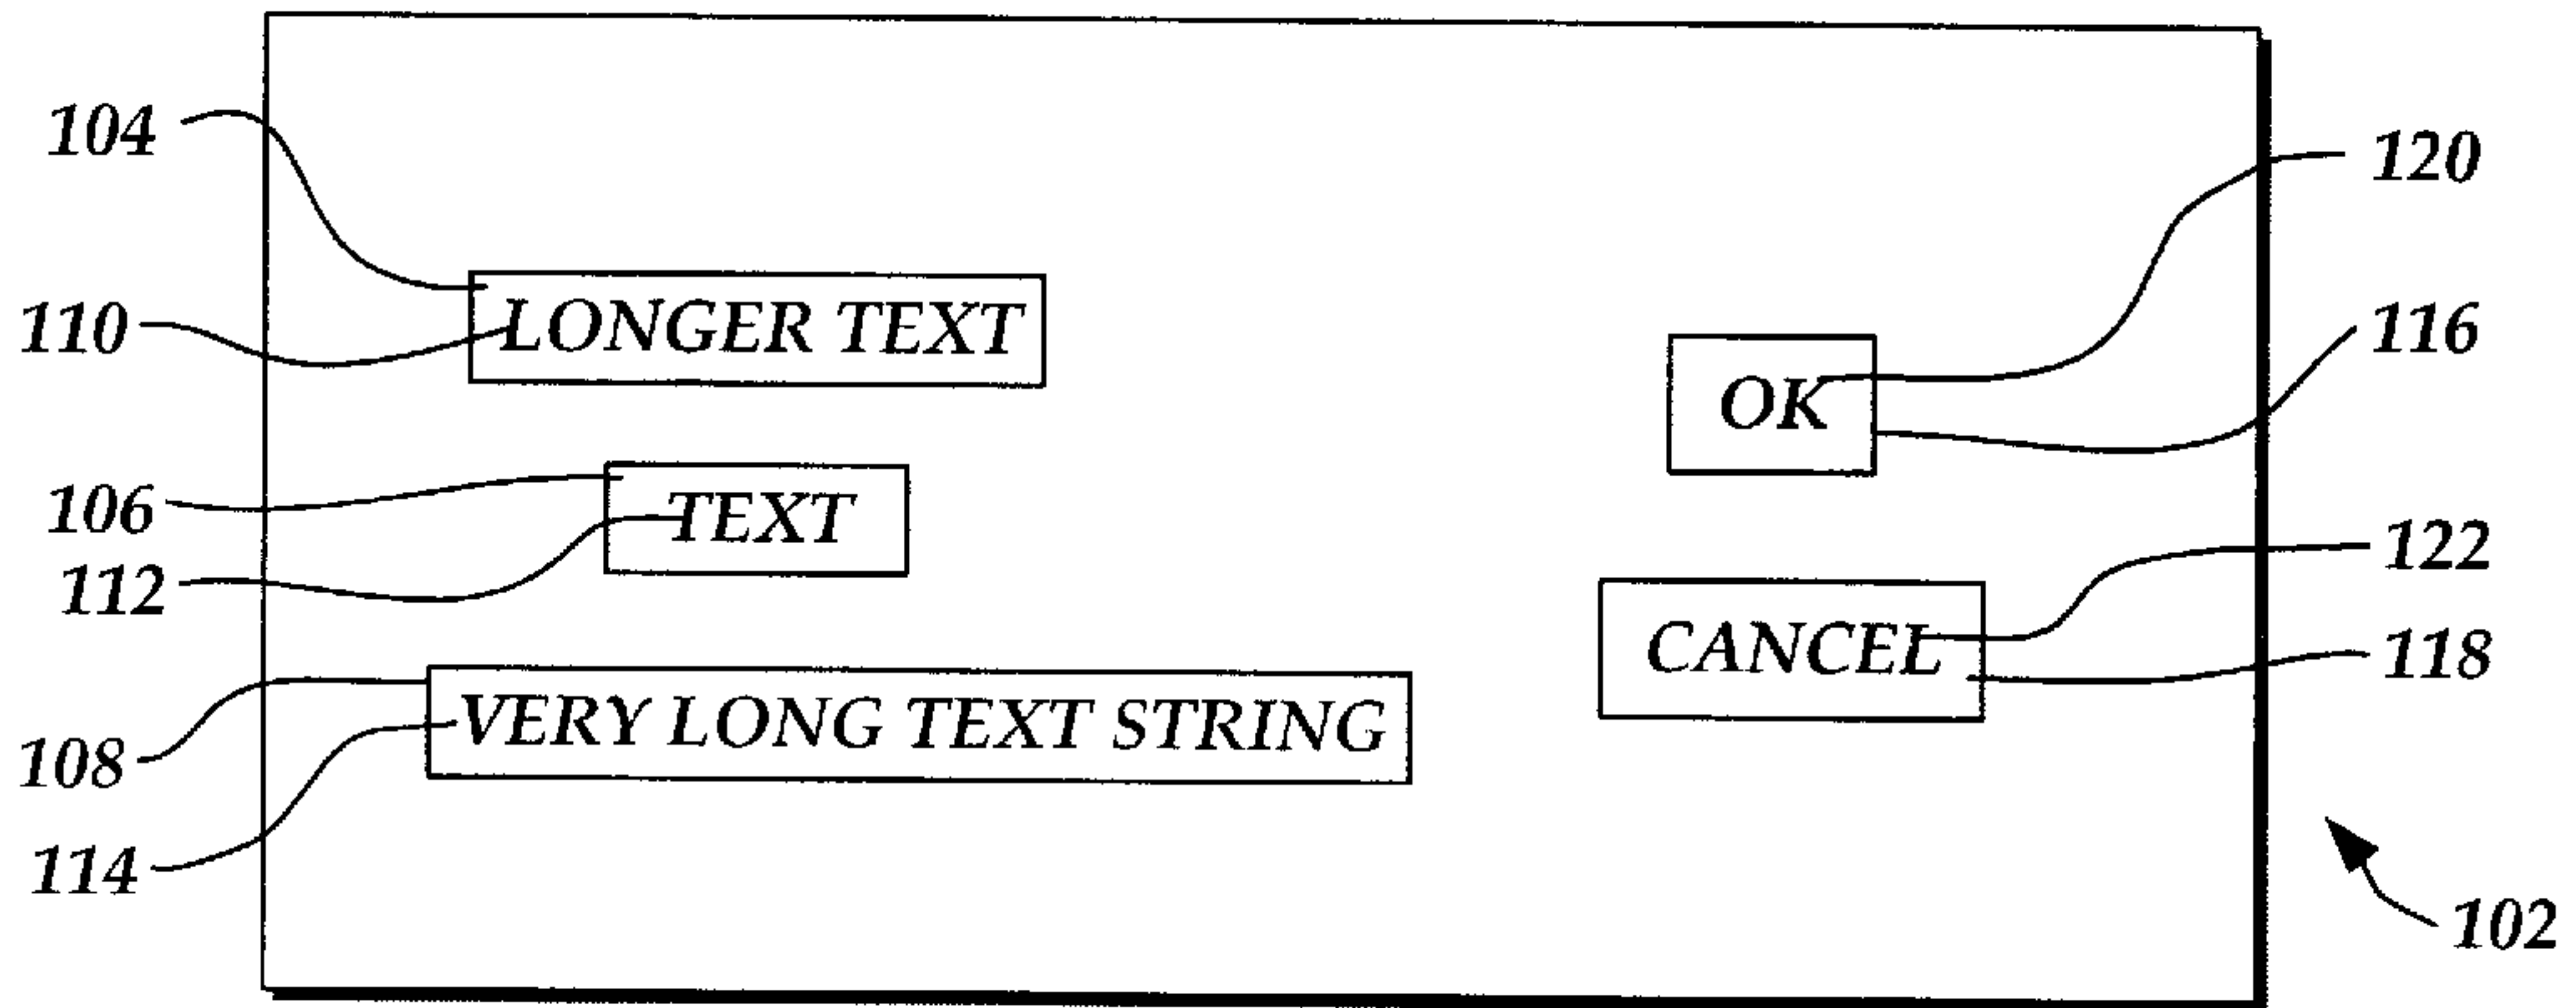 104
120
110
LONGER TEXT
116
OK
106
TEXT
112
122
CANCEL
118
108
VERY LONG TEXT STRING
114
102